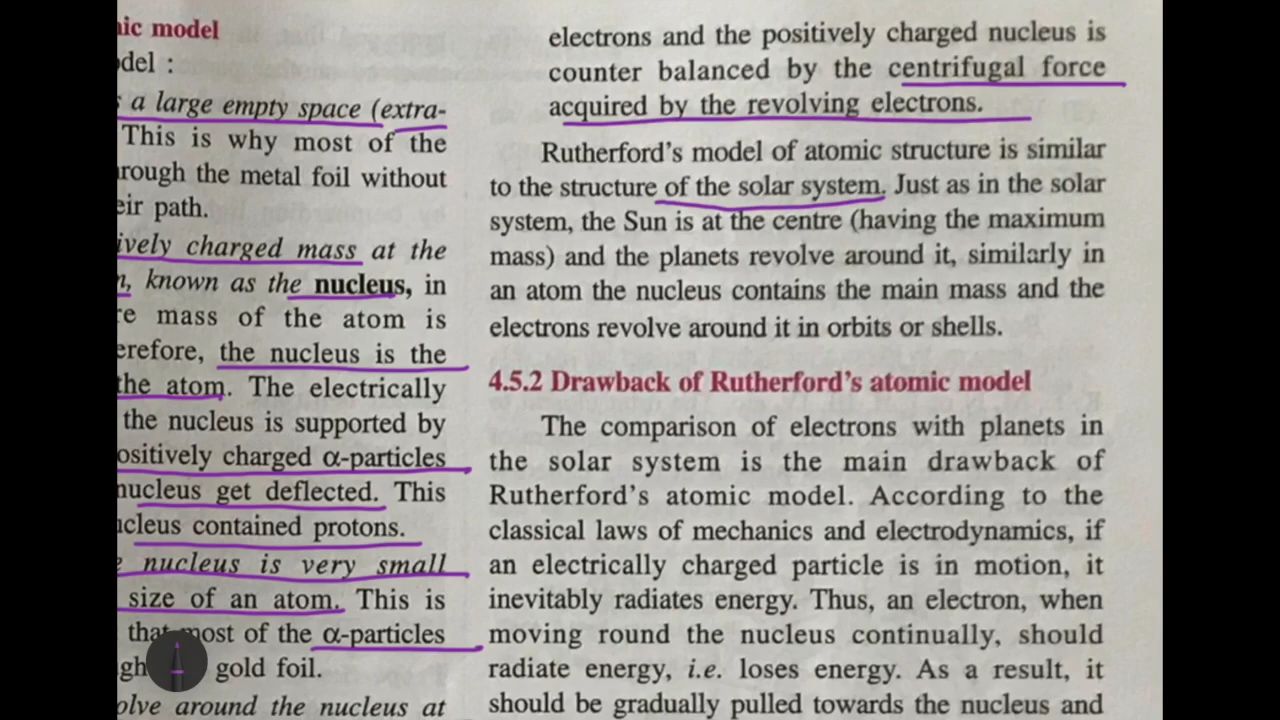 ic model
del :
a large empty space (extra-
This is why most of the
rough the metal foil without
eir path.
ively charged mass at the
known as the nucleus, in
mass of the atom is
erefore, the nucleus is the
the atom. The electrically
the nucleus is supported by
ositively charged α-particles
nucleus get deflected. This
cleus contained protons.
nucleus is very small
size of an atom. This is
that most of the α-particles
gold foil.
olve around the nucleus at
electrons and the positively charged nucleus is
counter balanced by the centrifugal force
acquired by the revolving electrons.
Rutherford's model of atomic structure is similar
to the structure of the solar system. Just as in the solar
system, the Sun is at the centre (having the maximum
mass) and the planets revolve around it, similarly in
an atom the nucleus contains the main mass and the
electrons revolve around it in orbits or shells.
4.5.2 Drawback of Rutherford's atomic model
The comparison of electrons with planets in
the solar system is the main drawback of
Rutherford's atomic model. According to the
classical laws of mechanics and electrodynamics, if
an electrically charged particle is in motion, it
inevitably radiates energy. Thus, an electron, when
moving round the nucleus continually, should
radiate energy, i.e. loses energy. As a result, it
should be gradually pulled towards the nucleus and